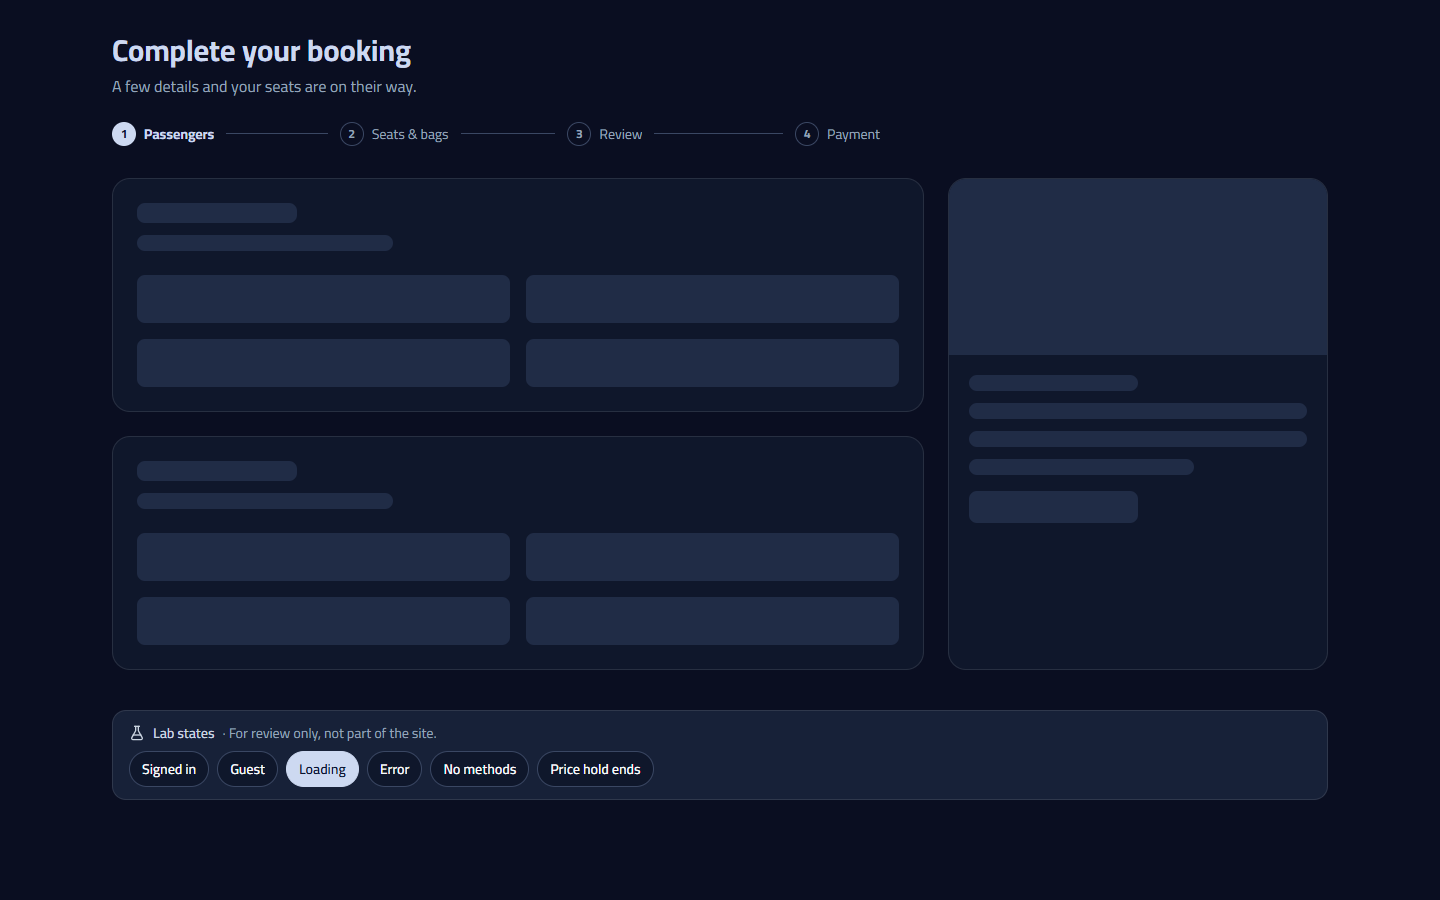 Complete your booking
A few details and your seats are on their way.
1 Passengers 2 Seats & bags 3 Review 4 Payment
Lab states · For review only, not part of the site.
Signed in Guest Loading Error No methods Price hold ends